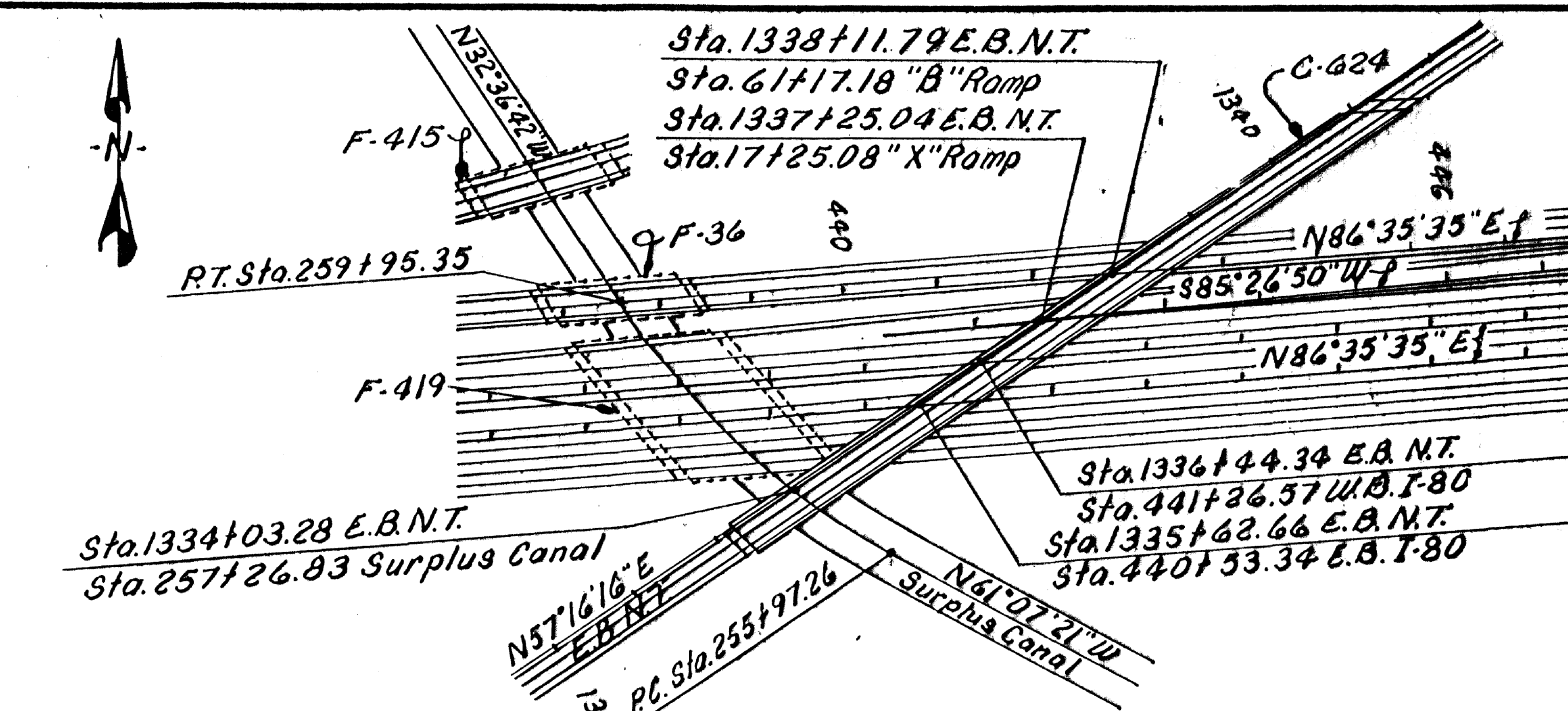 Sta. 1338+11.79 E.B.N.T.
Sta. 61+17.18 "B" Ramp
Sta. 1337+25.04 E.B.N.T.
Sta. 17+25.08 "X" Ramp
C-624
1340
N32°36'42"W
F-415
-N-
446
440
F-36
N86°35'35"E
P.T. Sta. 259+95.35
S85°26'50"W
N86°35'35"E
F-419
Sta. 1336+44.34 E.B. N.T.
Sta. 441+26.57 W.B. I-80
Sta. 1335+62.66 E.B. N.T.
Sta. 440+53.34 E.B. I-80
Sta. 1334+03.28 E.B.N.T.
Sta. 257+26.83 Surplus Canal
N57°16'16"E
E.B.N.T.
P.C. Sta. 255+97.26
N61°07'21"W
Surplus Canal